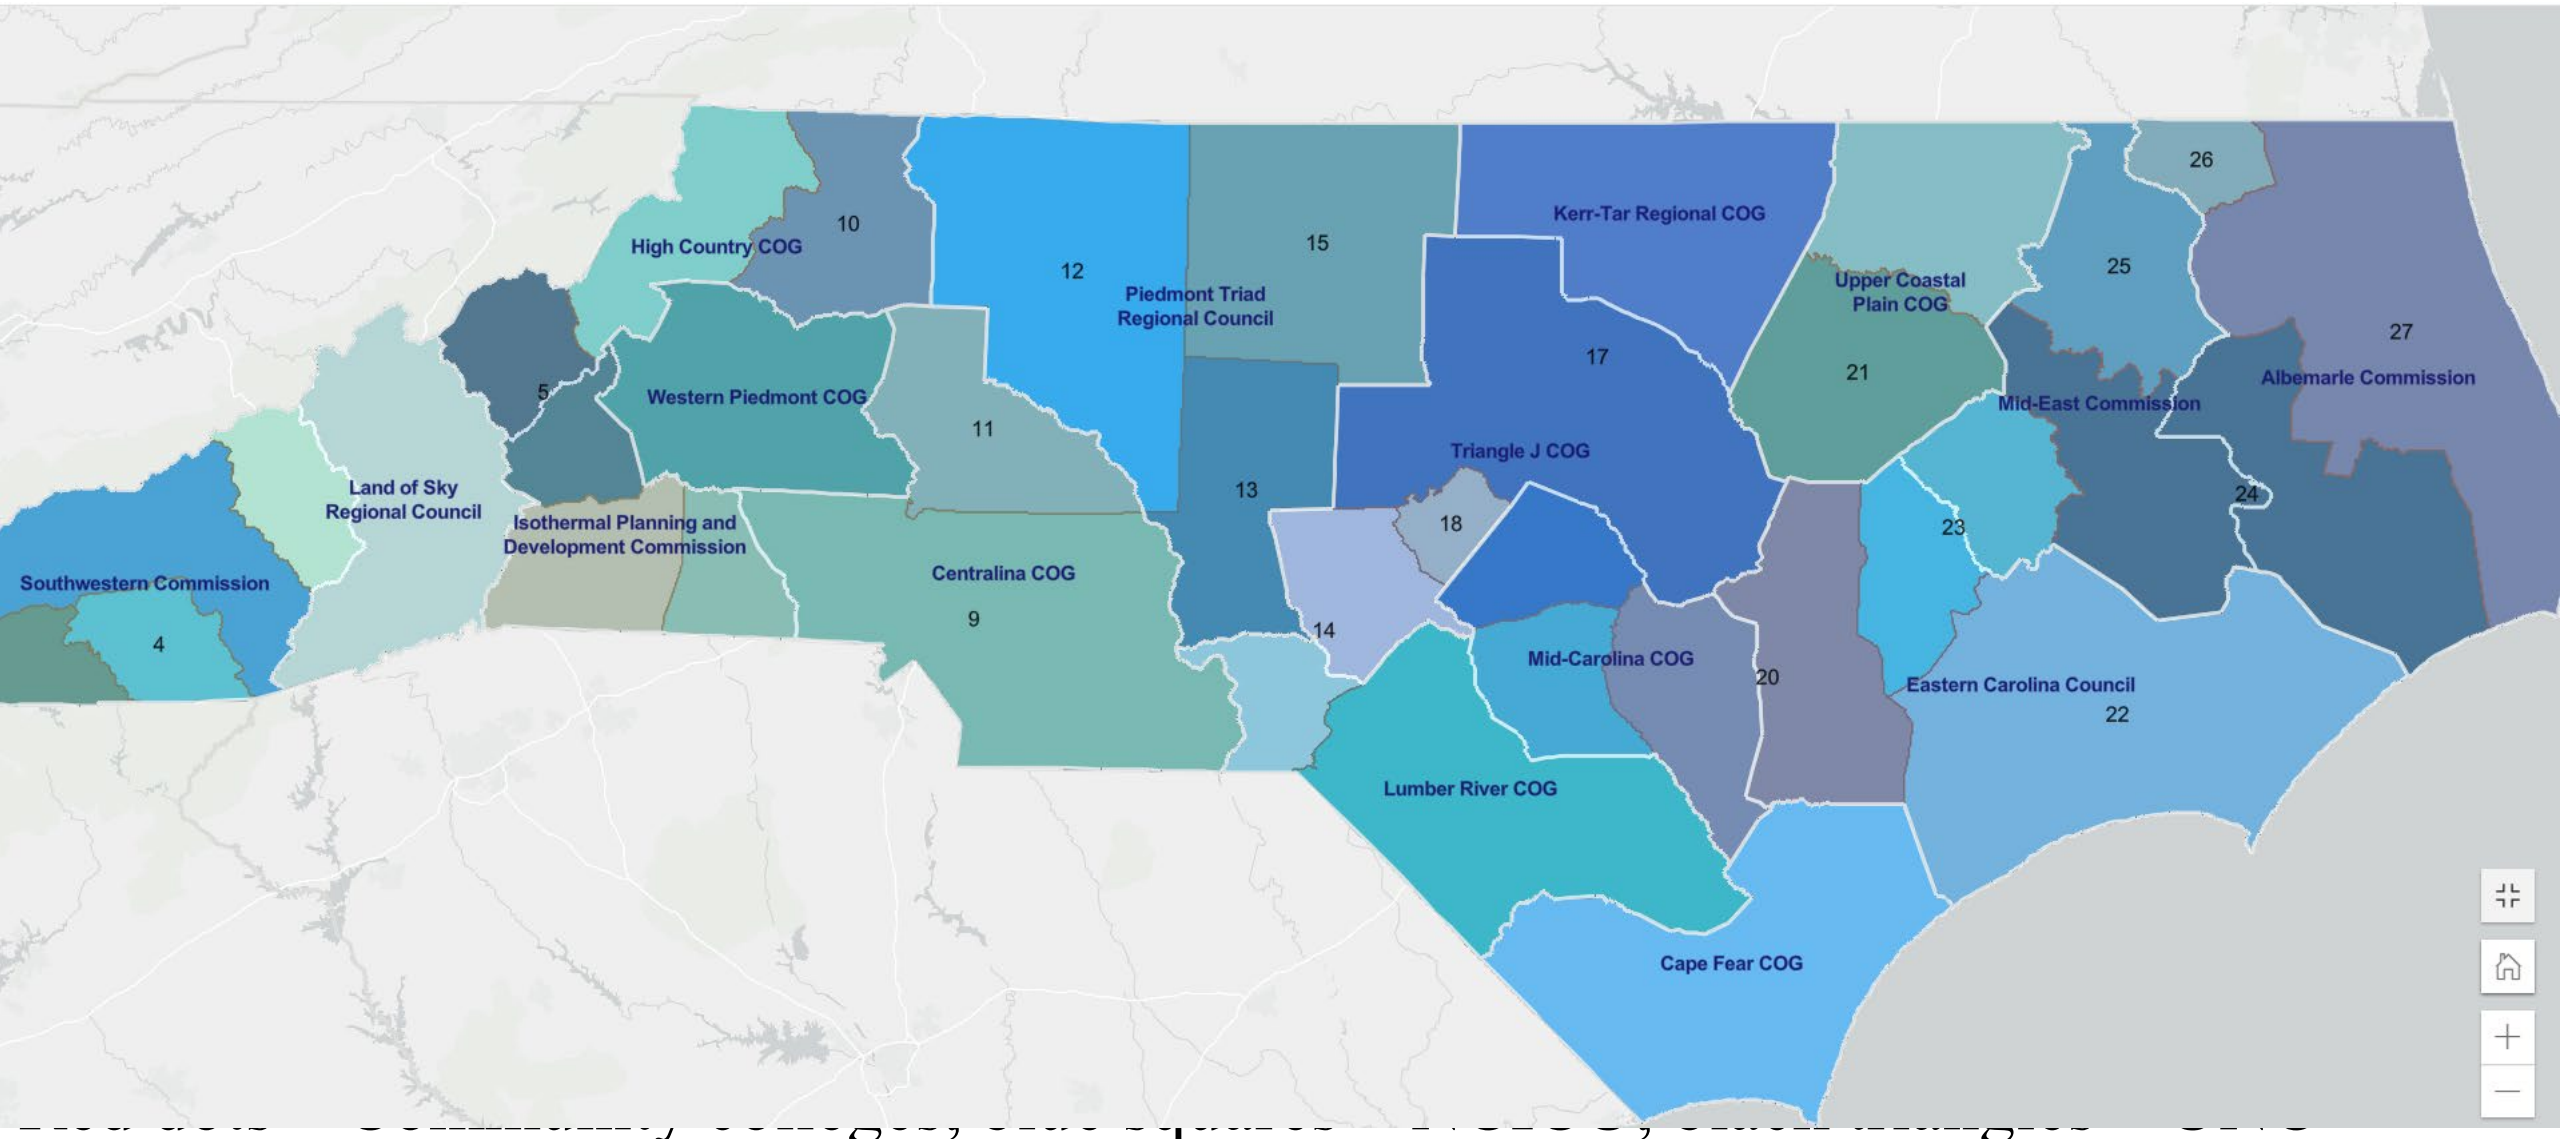 26
High Country COG
10
Kerr-Tar Regional COG
15
12
25
Piedmont Triad
Regional Council
Upper Coastal
Plain COG
27
17
21
Albemarle Commission
5
Western Piedmont COG
Mid-East Commission
11
Triangle J COG
Land of Sky
Regional Council
13
24
Isothermal Planning and
Development Commission
18
23
Southwestern Commission
Centralina COG
9
14
4
Mid-Carolina COG
20
Eastern Carolina Council
22
Lumber River COG
Cape Fear COG